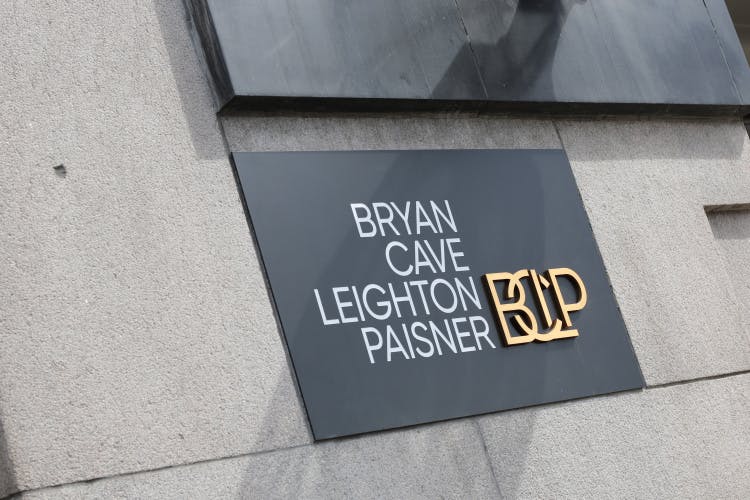 BRYAN
CAVE
LEIGHTON
PAISNER
BCLP